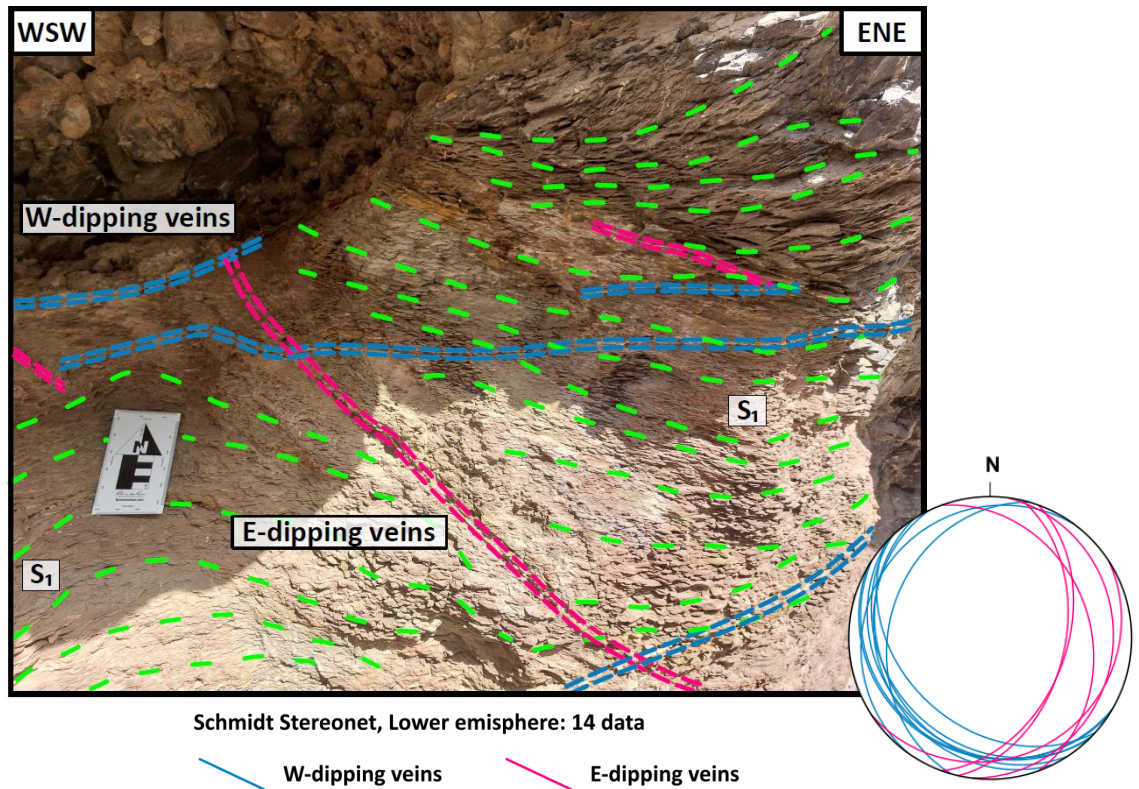 WSW
ENE
W-dipping veins
S₁
N
E
E-dipping veins
S₁
N
Schmidt Stereonet, Lower emisphere: 14 data
W-dipping veins
E-dipping veins